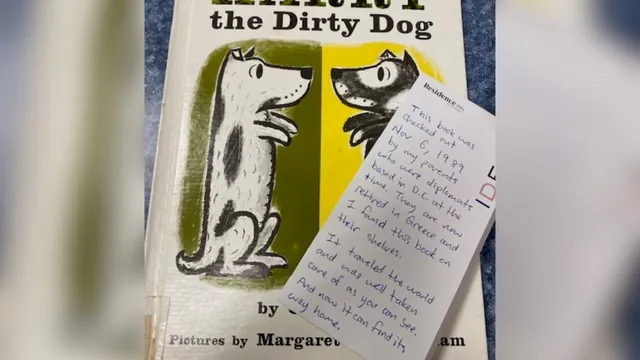 HARRY
the Dirty Dog
Residence
This book was
checked out
Nov 6, 1989
by my parents
who were diplomats
based in D.C. at the
time. They are now
retired in Greece and
I found this book on
their shelves.
It traveled the world
and was well taken
care of as you can see.
And now it can find its
way home.
by
Pictures by Margaret
am